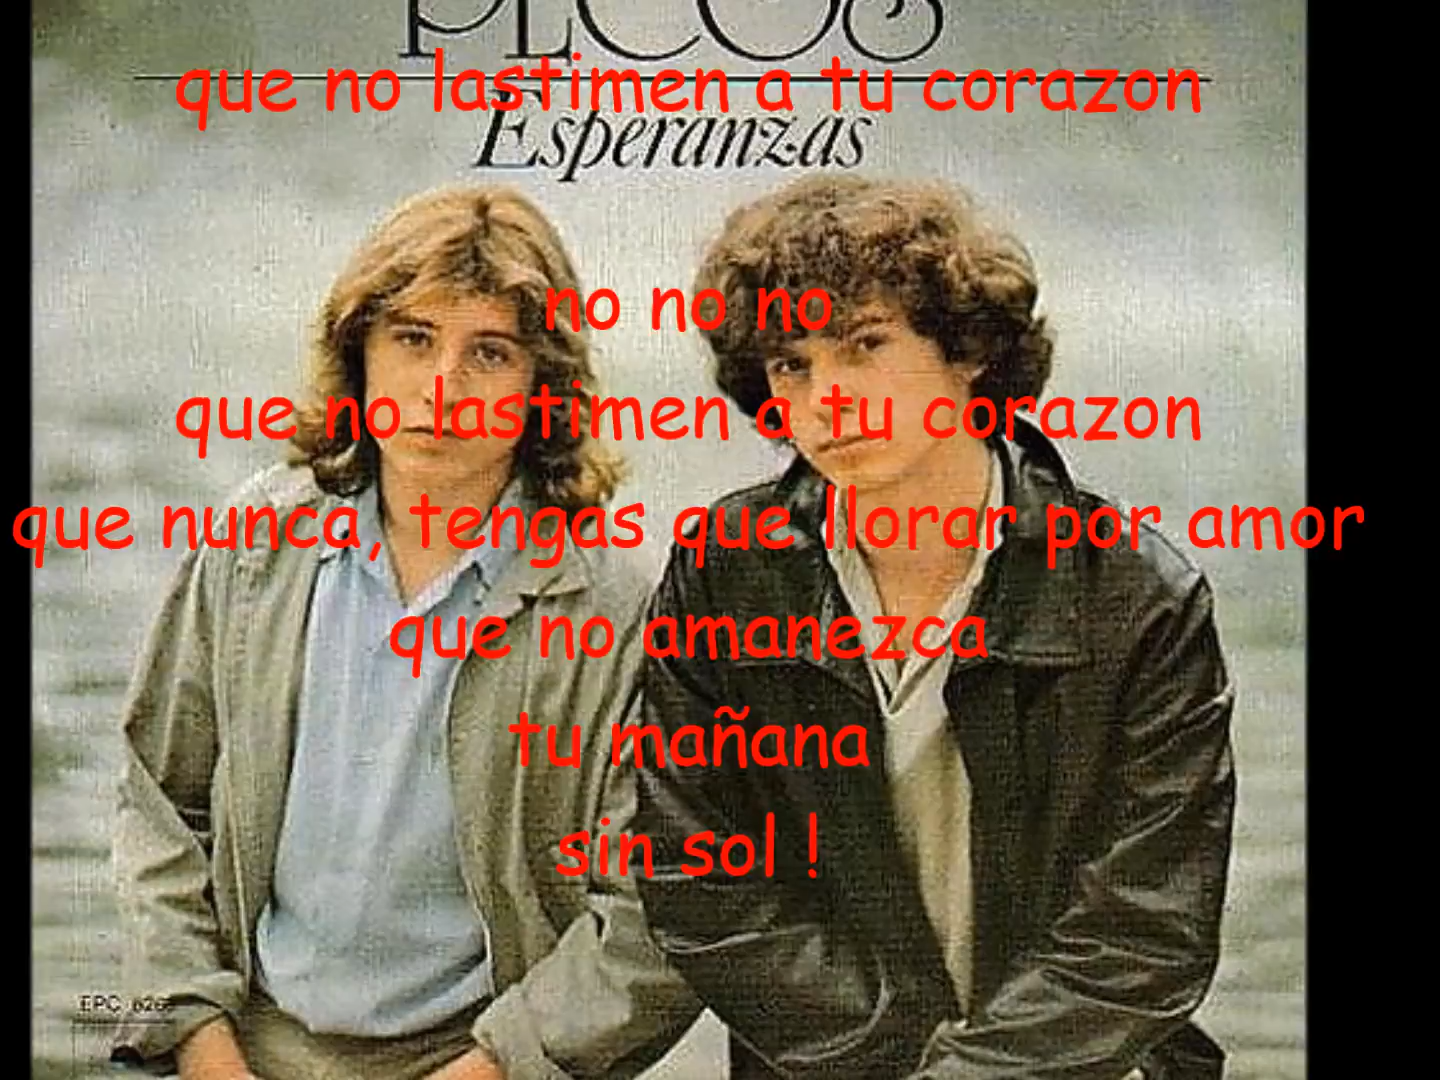 PECOS
que no lastimen a tu corazon
Esperanzas
no no no
que no lastimen a tu corazon
que nunca, tengas que llorar por amor
que no amanezca
tu mañana
sin sol !
EPC